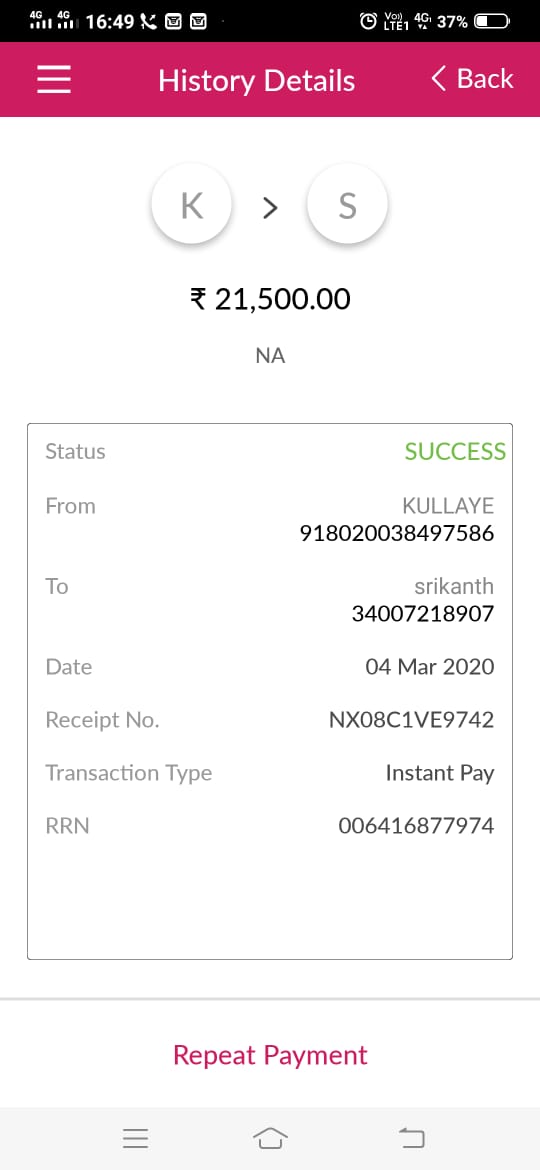 4G 4G 16:49 Vo)) LTE1 4G 37%
History Details
Back
K > S
₹ 21,500.00
NA
Status SUCCESS
From KULLAYE
918020038497586
To srikanth
34007218907
Date 04 Mar 2020
Receipt No. NX08C1VE9742
Transaction Type Instant Pay
RRN 006416877974
Repeat Payment